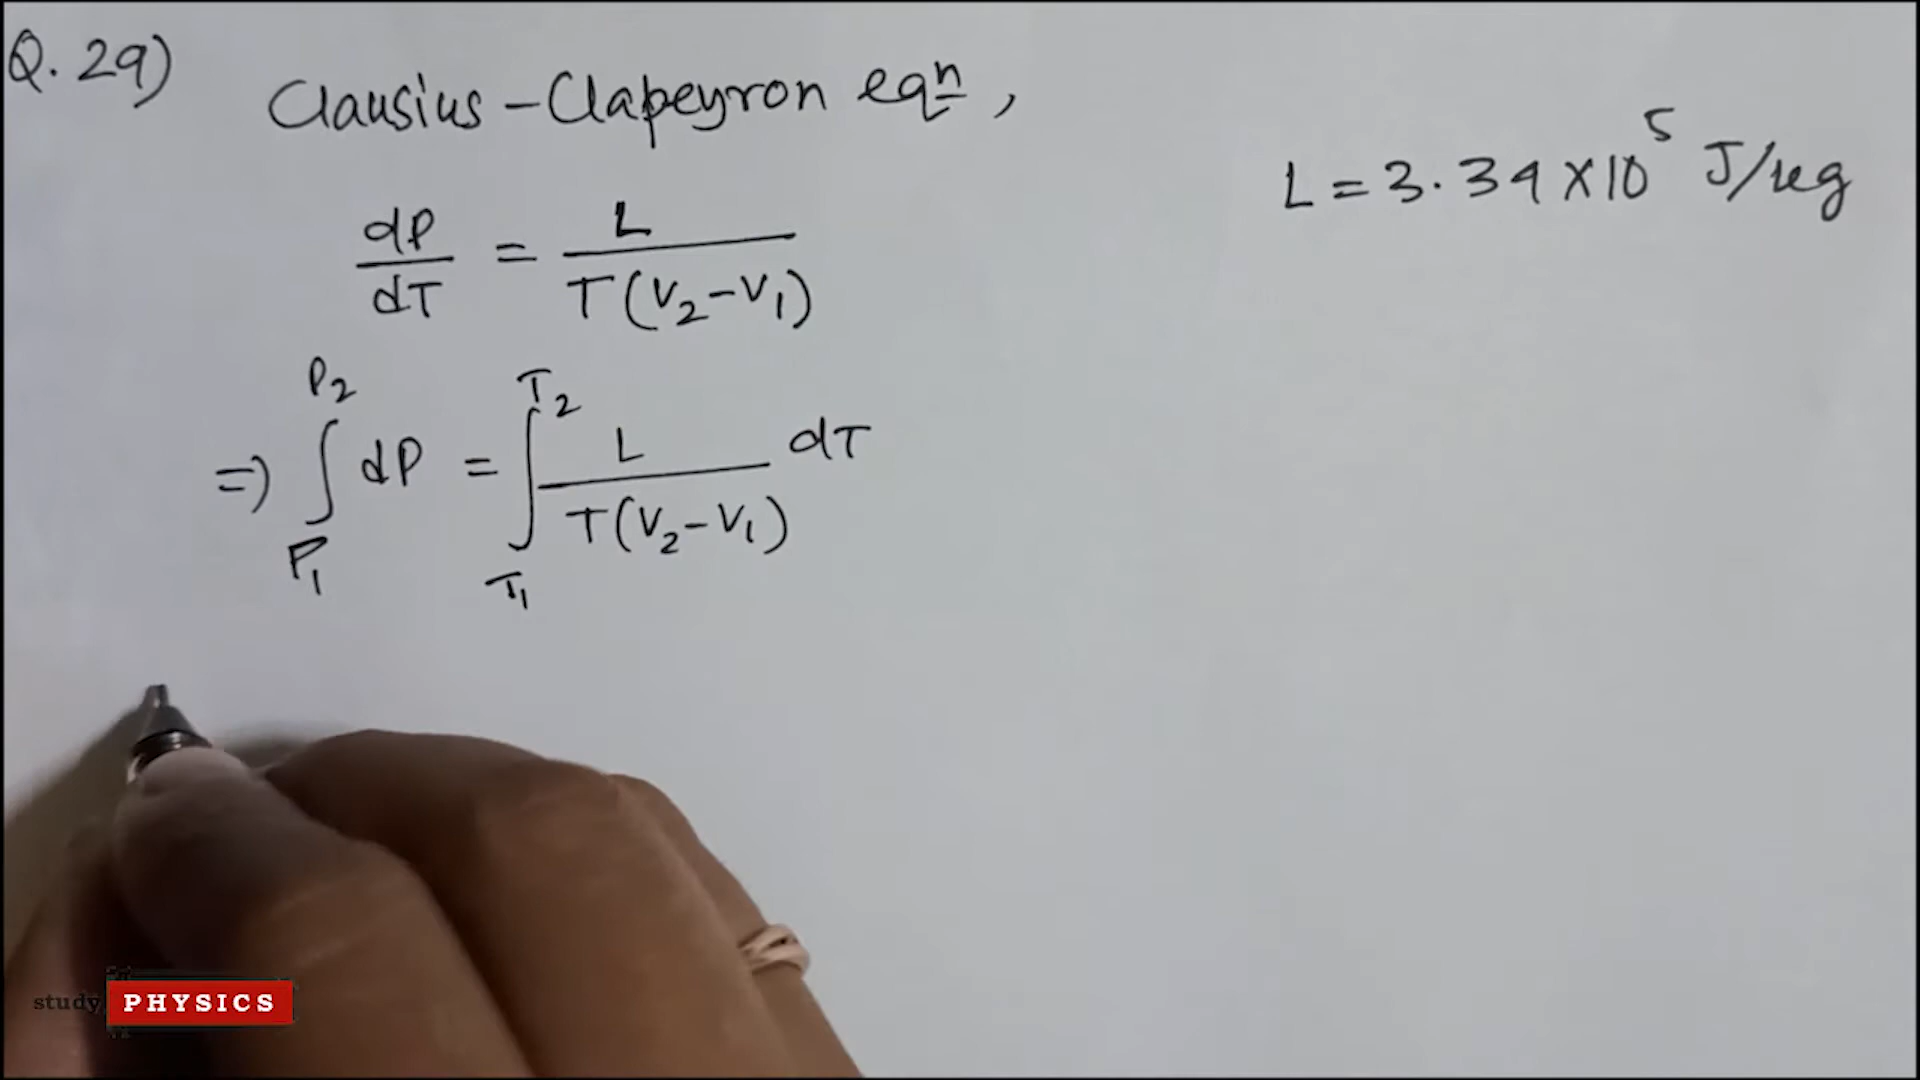 Q. 29)
Clausius-Clapeyron eqn,
L = 3.34 × 10^5 J/kg
dP/dT = L/T(V₂-V₁)
⇒ ∫_{P₁}^{P₂} dP = ∫_{T₁}^{T₂} L/T(V₂-V₁) dT
study PHYSICS